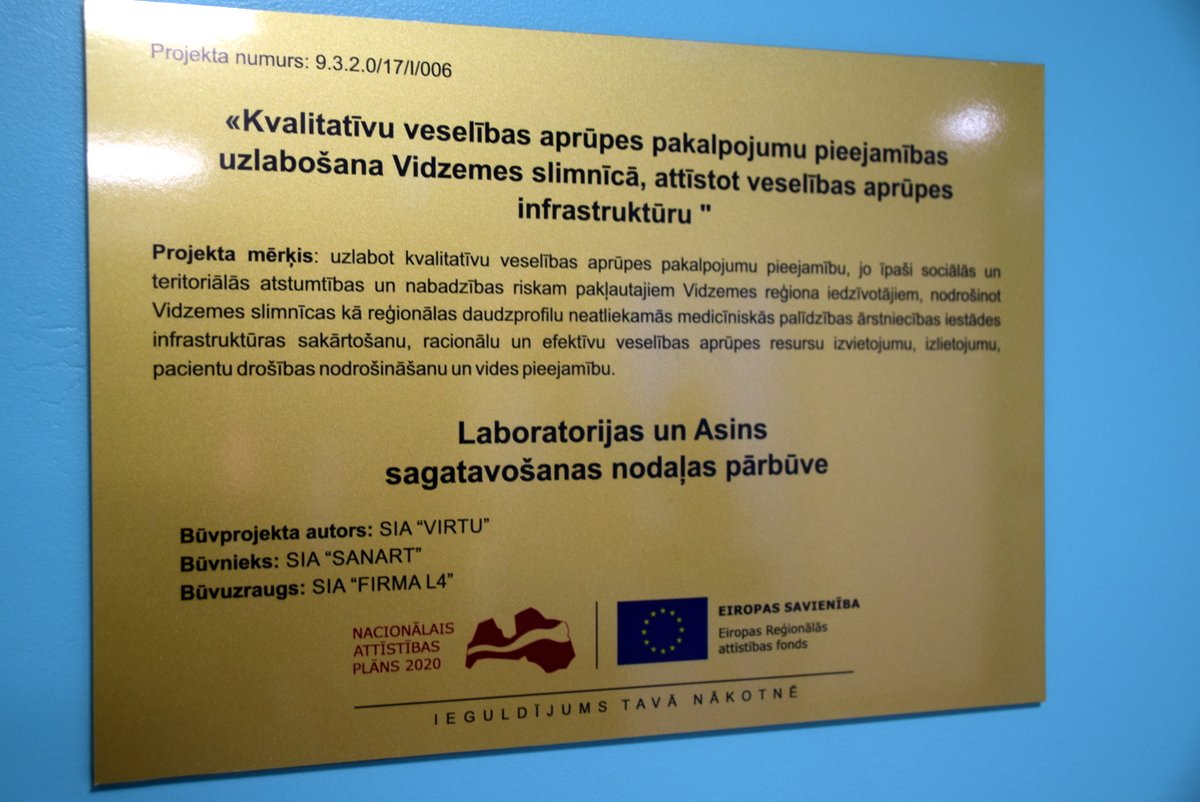 Projekta numurs: 9.3.2.0/17/I/006
«Kvalitatīvu veselības aprūpes pakalpojumu pieejamības
uzlabošana Vidzemes slimnīcā, attīstot veselības aprūpes
infrastruktūru "
Projekta mērķis: uzlabot kvalitatīvu veselības aprūpes pakalpojumu pieejamību, jo īpaši sociālās un
teritoriālās atstumtības un nabadzības riskam pakļautajiem Vidzemes reģiona iedzīvotājiem, nodrošinot
Vidzemes slimnīcas kā reģionālas daudzprofilu neatliekamās medicīniskās palīdzības ārstniecības iestādes
infrastruktūras sakārtošanu, racionālu un efektīvu veselības aprūpes resursu izvietojumu, izlietojumu,
pacientu drošības nodrošināšanu un vides pieejamību.
Laboratorijas un Asins
sagatavošanas nodaļas pārbūve
Būvprojekta autors: SIA “VIRTU”
Būvnieks: SIA “SANART”
Būvuzraugs: SIA “FIRMA L4”
NACIONĀLAIS
ATTĪSTĪBAS
PLĀNS 2020
EIROPAS SAVIENĪBA
Eiropas Reģionālās
attīstības fonds
IEGULDĪJUMS TAVĀ NĀKOTNĒ